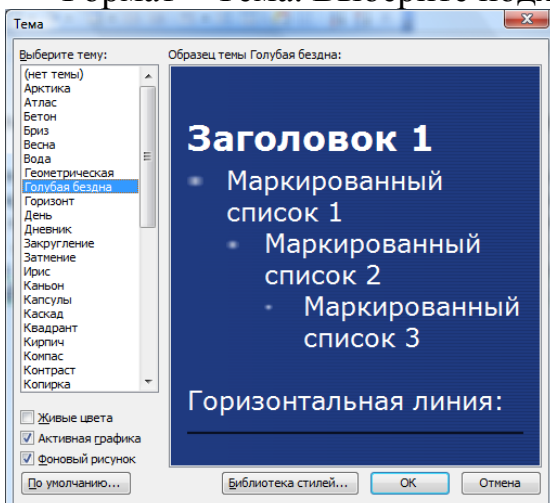 Формат – Тема. Выберите
Тема
Выберите тему:
Образец темы Голубая бездна:
(нет темы)
Арктика
Атлас
Бетон
Бриз
Весна
Вода
Геометрическая
Голубая бездна
Горизонт
День
Дневник
Закругление
Затмение
Ирис
Каньон
Капсулы
Каскад
Квадрант
Кирпич
Компас
Контраст
Копирка
Заголовок 1
Маркированный
список 1
Маркированный
список 2
Маркированный
список 3
Горизонтальная линия:
Живые цвета
Активная графика
Фоновый рисунок
По умолчанию...
Библиотека стилей...
ОК
Отмена